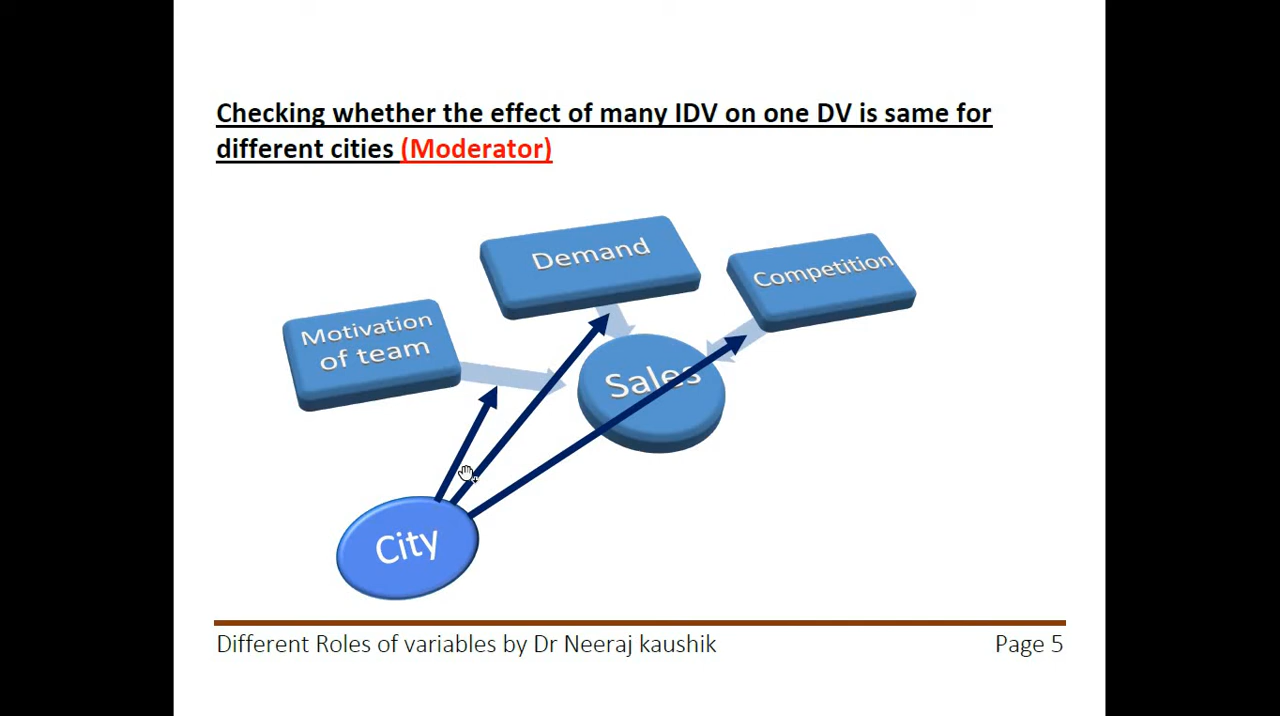 Checking whether the effect of many IDV on one DV is same for
different cities (Moderator)
Demand
Competition
Motivation
of team
Sales
City
Different Roles of variables by Dr Neeraj kaushik
Page 5